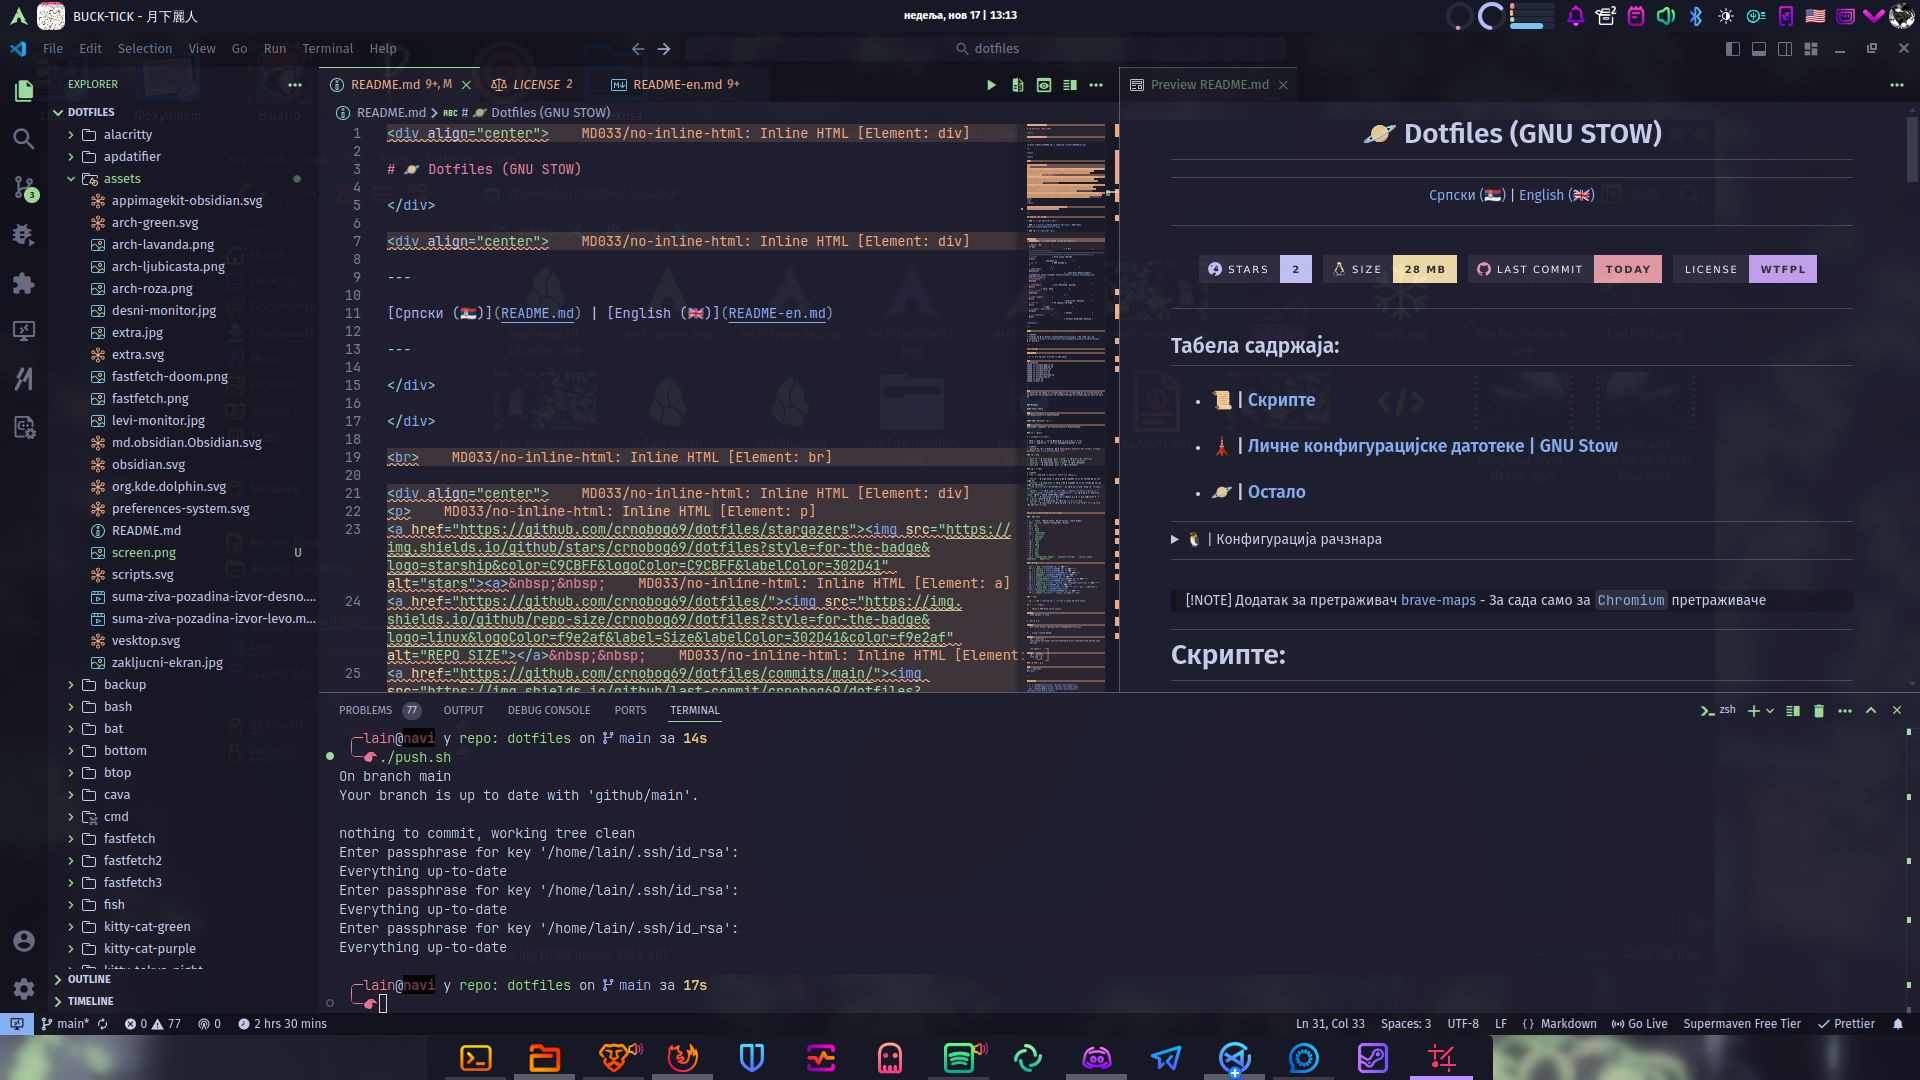 BUCK-TICK - 月下麗人
недеља, нов 17 | 13:13
2
File Edit Selection View Go Run Terminal Help
dotfiles
EXPLORER
DOTFILES
alacritty
apdatifier
assets
appimagekit-obsidian.svg
arch-green.svg
arch-lavanda.png
arch-ljubicasta.png
arch-roza.png
desni-monitor.jpg
extra.jpg
extra.svg
fastfetch-doom.png
fastfetch.png
levi-monitor.jpg
md.obsidian.Obsidian.svg
obsidian.svg
org.kde.dolphin.svg
preferences-system.svg
README.md
screen.png U
scripts.svg
suma-ziva-pozadina-izvor-desno....
suma-ziva-pozadina-izvor-levo.m...
vesktop.svg
zakljucni-ekran.jpg
backup
bash
bat
bottom
btop
cava
cmd
fastfetch
fastfetch2
fastfetch3
fish
kitty-cat-green
kitty-cat-purple
kitty-tokyo-night
OUTLINE
TIMELINE
3
README.md 9+, M
LICENSE 2
README-en.md 9+
README.md > # 🪐 Dotfiles (GNU STOW)
1 <div align="center"> MD033/no-inline-html: Inline HTML [Element: div]
2
3 # 🪐 Dotfiles (GNU STOW)
4
5 </div>
6
7 <div align="center"> MD033/no-inline-html: Inline HTML [Element: div]
8
9 ---
10
11 [Српски (🇷🇸)](README.md) | [English (🇬🇧)](README-en.md)
12
13 ---
14
15 </div>
16
17 </div>
18
19 <br> MD033/no-inline-html: Inline HTML [Element: br]
20
21 <div align="center"> MD033/no-inline-html: Inline HTML [Element: div]
22 <p> MD033/no-inline-html: Inline HTML [Element: p]
23 <a href="https://github.com/crnobog69/dotfiles/stargazers"><img src="https://
img.shields.io/github/stars/crnobog69/dotfiles?style=for-the-badge&
logo=starship&color=C9CBFF&logoColor=C9CBFF&labelColor=302D41"
alt="stars"><a>&nbsp;&nbsp; MD033/no-inline-html: Inline HTML [Element: a]
24 <a href="https://github.com/crnobog69/dotfiles/"><img src="https://img.
shields.io/github/repo-size/crnobog69/dotfiles?style=for-the-badge&
logo=linux&logoColor=f9e2af&label=Size&labelColor=302D41&color=f9e2af"
alt="REPO SIZE"></a>&nbsp;&nbsp; MD033/no-inline-html: Inline HTML [Element:
25 <a href="https://github.com/crnobog69/dotfiles/commits/main/"><img
src="https://img.shields.io/github/last-commit/crnobog69/dotfiles?
Preview README.md
🪐 Dotfiles (GNU STOW)
Српски (🇷🇸) | English (🇬🇧)
STARS 2
SIZE 28 MB
LAST COMMIT TODAY
LICENSE WTFPL
Табела садржаја:
• 📜 | Скрипте
• 🗼 | Личне конфигурацијске датотеке | GNU Stow
• 🪐 | Остало
🐧 | Конфигурација рачзнара
[!NOTE] Додатак за претраживач brave-maps - За сада само за Chromium претраживаче
Скрипте:
PROBLEMS 77 OUTPUT DEBUG CONSOLE PORTS TERMINAL
zsh
lain@navi у repo: dotfiles on main за 14s
./push.sh
On branch main
Your branch is up to date with 'github/main'.
nothing to commit, working tree clean
Enter passphrase for key '/home/lain/.ssh/id_rsa':
Everything up-to-date
Enter passphrase for key '/home/lain/.ssh/id_rsa':
Everything up-to-date
Enter passphrase for key '/home/lain/.ssh/id_rsa':
Everything up-to-date
lain@navi у repo: dotfiles on main за 17s
main* 0 77 0 2 hrs 30 mins
Ln 31, Col 33 Spaces: 3 UTF-8 LF {} Markdown Go Live Supermaven Free Tier Prettier